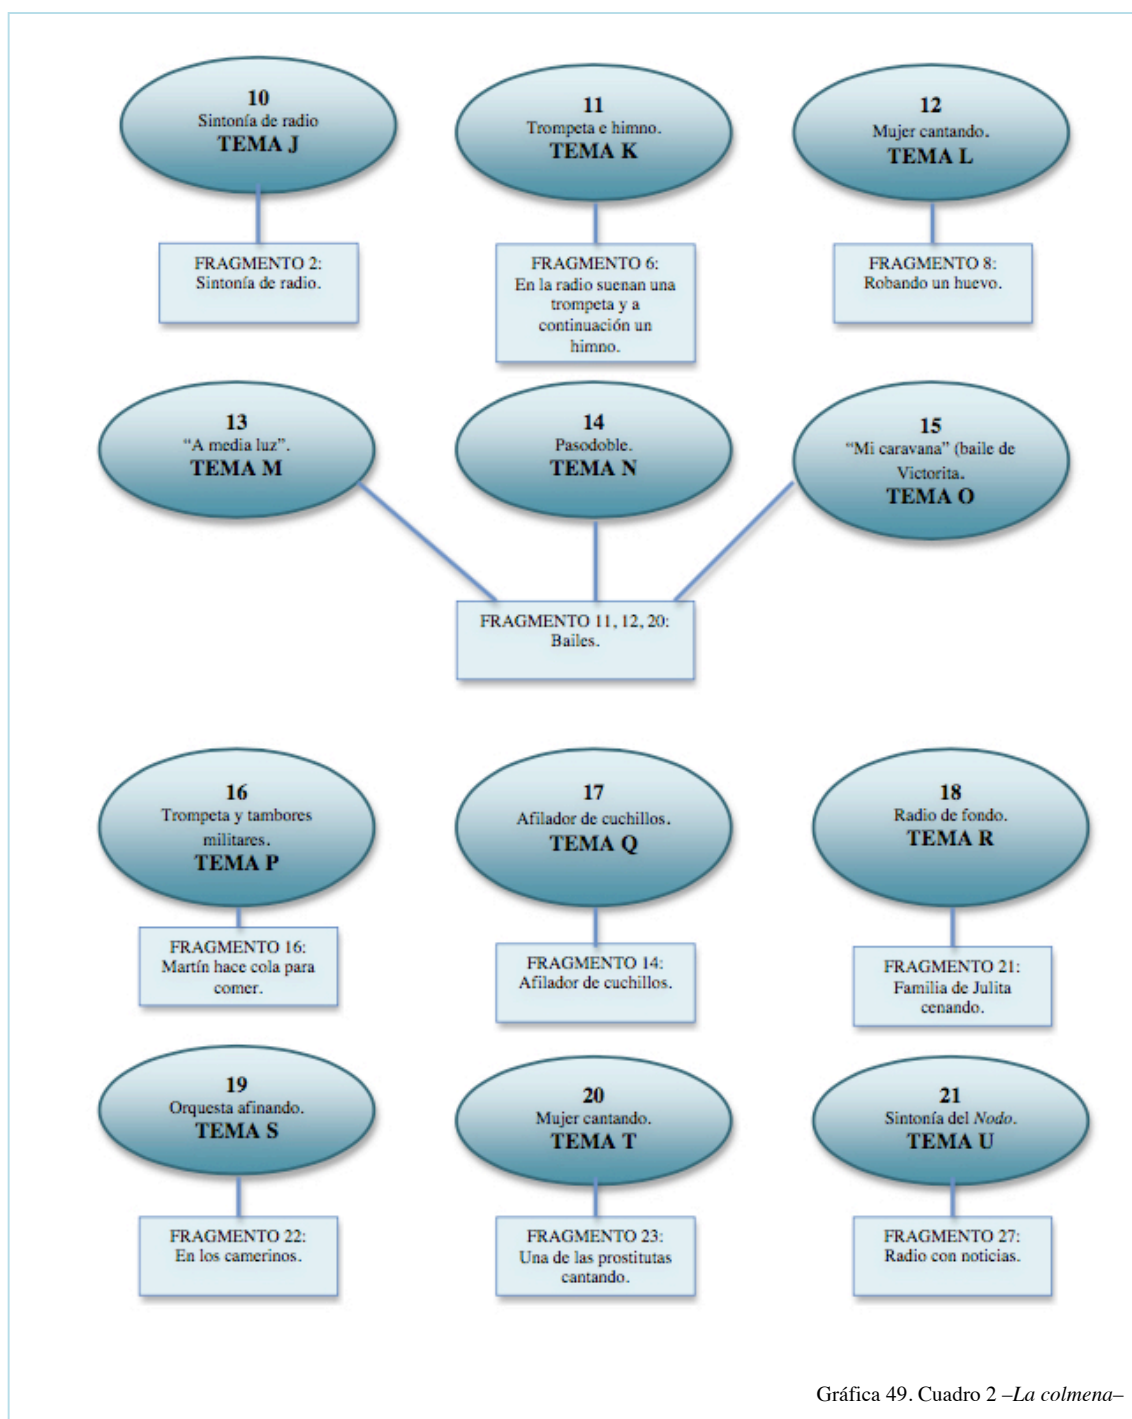 10
Sintonía de radio
TEMA J
11
Trompeta e himno.
TEMA K
12
Mujer cantando.
TEMA L
FRAGMENTO 2:
Sintonía de radio.
FRAGMENTO 6:
En la radio suenan una
trompeta y a
continuación un
himno.
FRAGMENTO 8:
Robando un huevo.
13
“A media luz”.
TEMA M
14
Pasodoble.
TEMA N
15
“Mi caravana” (baile de
Victorita.
TEMA O
FRAGMENTO 11, 12, 20:
Bailes.
16
Trompeta y tambores
militares.
TEMA P
17
Afilador de cuchillos.
TEMA Q
18
Radio de fondo.
TEMA R
FRAGMENTO 16:
Martín hace cola para
comer.
FRAGMENTO 14:
Afilador de cuchillos.
FRAGMENTO 21:
Familia de Julita
cenando.
19
Orquesta afinando.
TEMA S
20
Mujer cantando.
TEMA T
21
Sintonía del Nodo.
TEMA U
FRAGMENTO 22:
En los camerinos.
FRAGMENTO 23:
Una de las prostitutas
cantando.
FRAGMENTO 27:
Radio con noticias.
Gráfica 49. Cuadro 2 –La colmena–